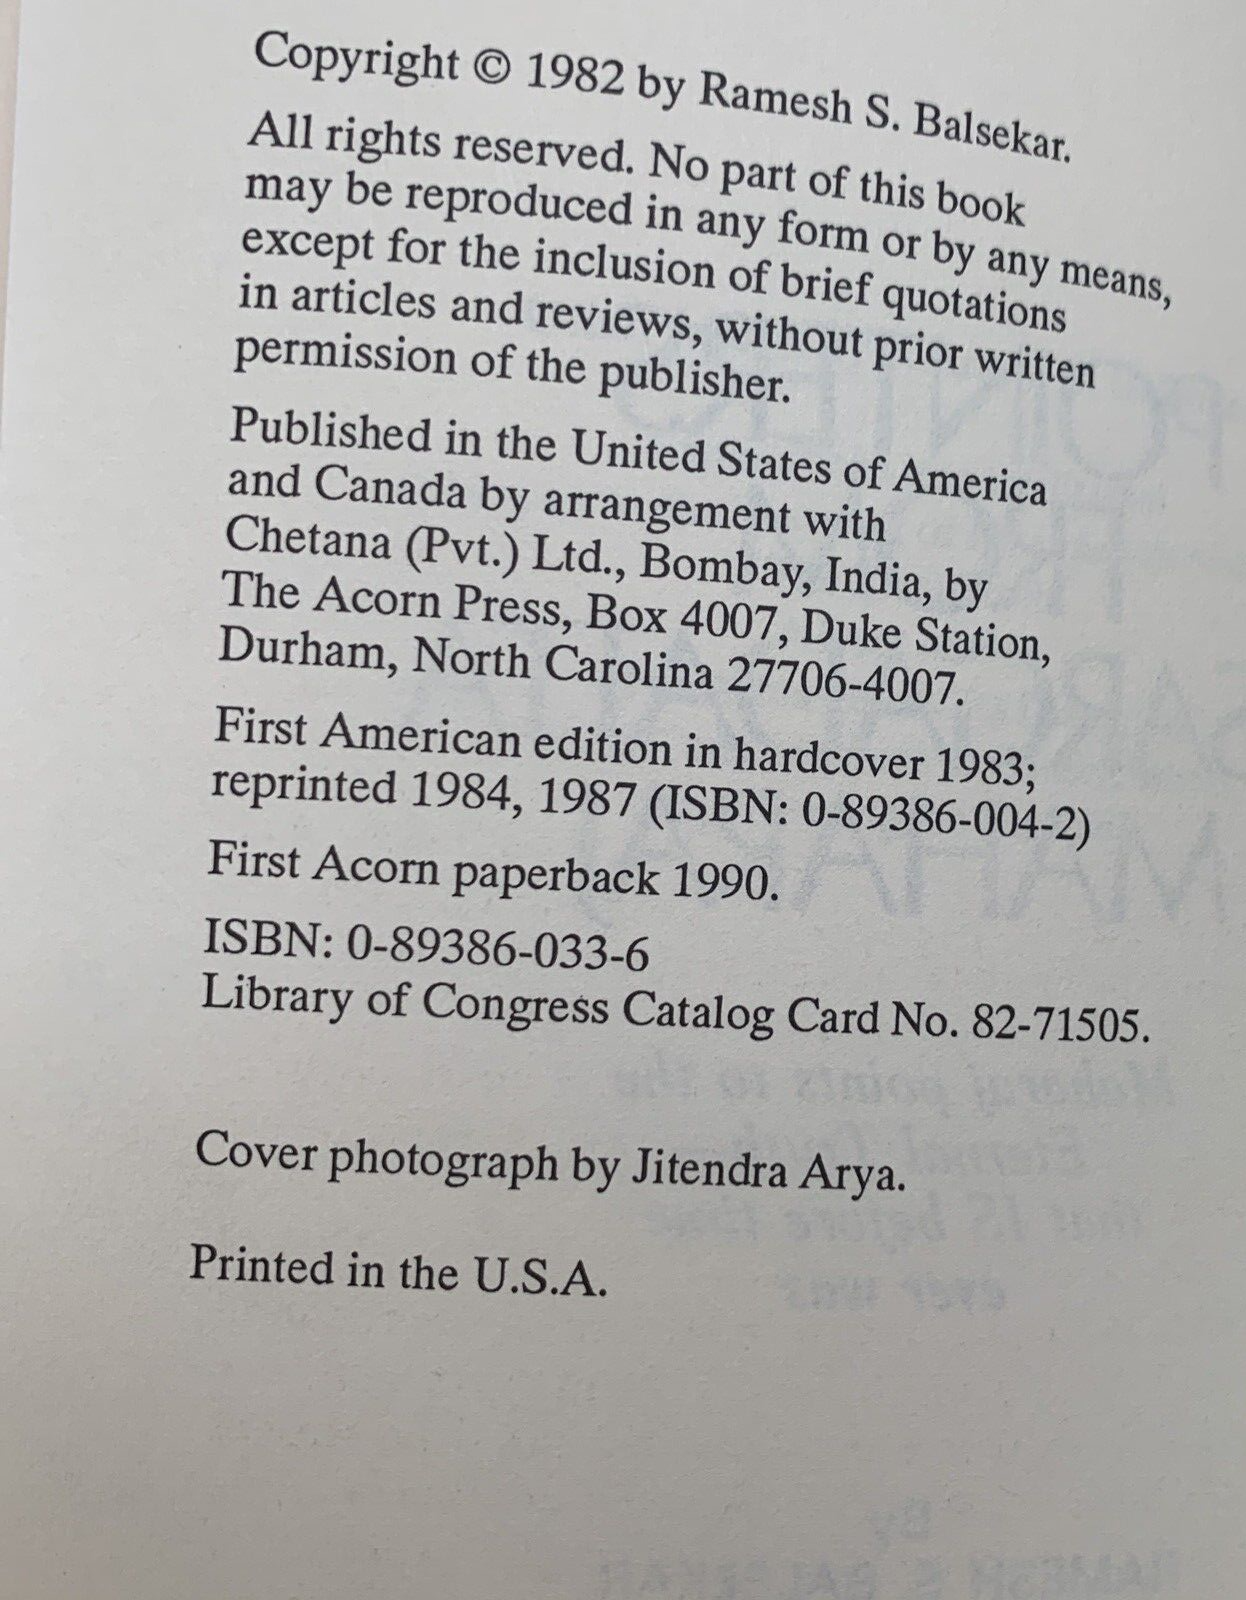 Copyright © 1982 by Ramesh S. Balsekar.
All rights reserved. No part of this book
may be reproduced in any form or by any means,
except for the inclusion of brief quotations
in articles and reviews, without prior written
permission of the publisher.
Published in the United States of America
and Canada by arrangement with
Chetana (Pvt.) Ltd., Bombay, India, by
The Acorn Press, Box 4007, Duke Station,
Durham, North Carolina 27706-4007.
First American edition in hardcover 1983;
reprinted 1984, 1987 (ISBN: 0-89386-004-2)
First Acorn paperback 1990.
ISBN: 0-89386-033-6
Library of Congress Catalog Card No. 82-71505.
Cover photograph by Jitendra Arya.
Printed in the U.S.A.